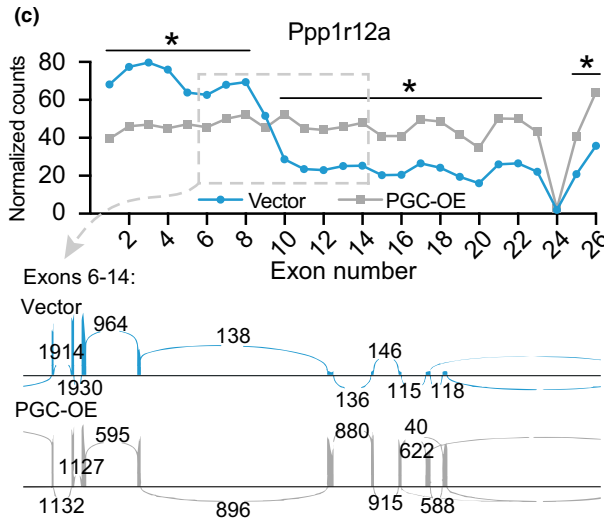 (c)
Ppp1r12a
* * *
Normalized counts
80
60
40
20
0
Vector PGC-OE
2 4 6 8 10 12 14 16 18 20 22 24 26
Exon number
Exons 6-14:
Vector
964 138 146
1914
1930 136 115 118
PGC-OE
595 880 40
1127 622
1132 896 915 588